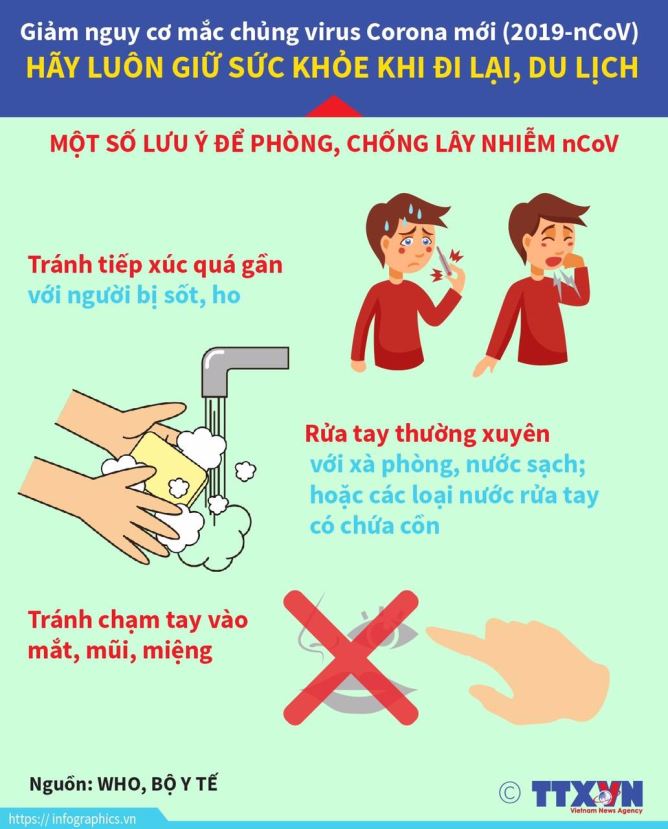 Giảm nguy cơ mắc chủng virus Corona mới (2019-nCoV)
HÃY LUÔN GIỮ SỨC KHỎE KHI ĐI LẠI, DU LỊCH
MỘT SỐ LƯU Ý ĐỂ PHÒNG, CHỐNG LÂY NHIỄM nCoV
Tránh tiếp xúc quá gần
với người bị sốt, ho
Rửa tay thường xuyên
với xà phòng, nước sạch;
hoặc các loại nước rửa tay
có chứa cồn
Tránh chạm tay vào
mắt, mũi, miệng
Nguồn: WHO, BỘ Y TẾ
© TTXVN
Vietnam News Agency
https://infographics.vn